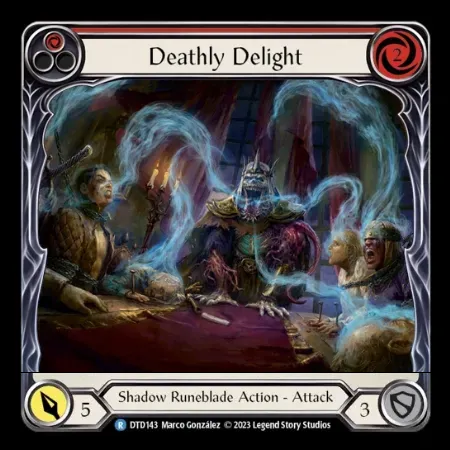 Deathly Delight
2
5
Shadow Runeblade Action - Attack
3
R DTD143 Marco González © 2023 Legend Story Studios